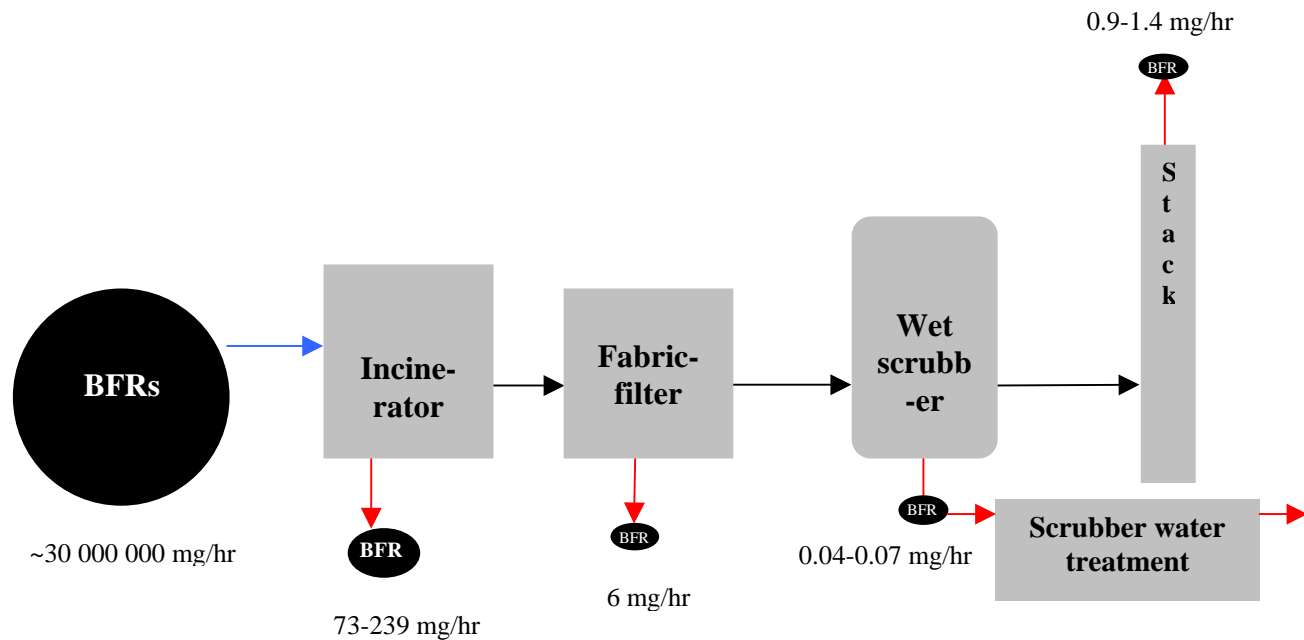 0.9-1.4 mg/hr
BFR
S
t
a
c
k
BFRs
Incine-
rator
Fabric-
filter
Wet
scrubb
-er
BFR
BFR
BFR
~30 000 000 mg/hr
73-239 mg/hr
6 mg/hr
0.04-0.07 mg/hr
Scrubber water
treatment